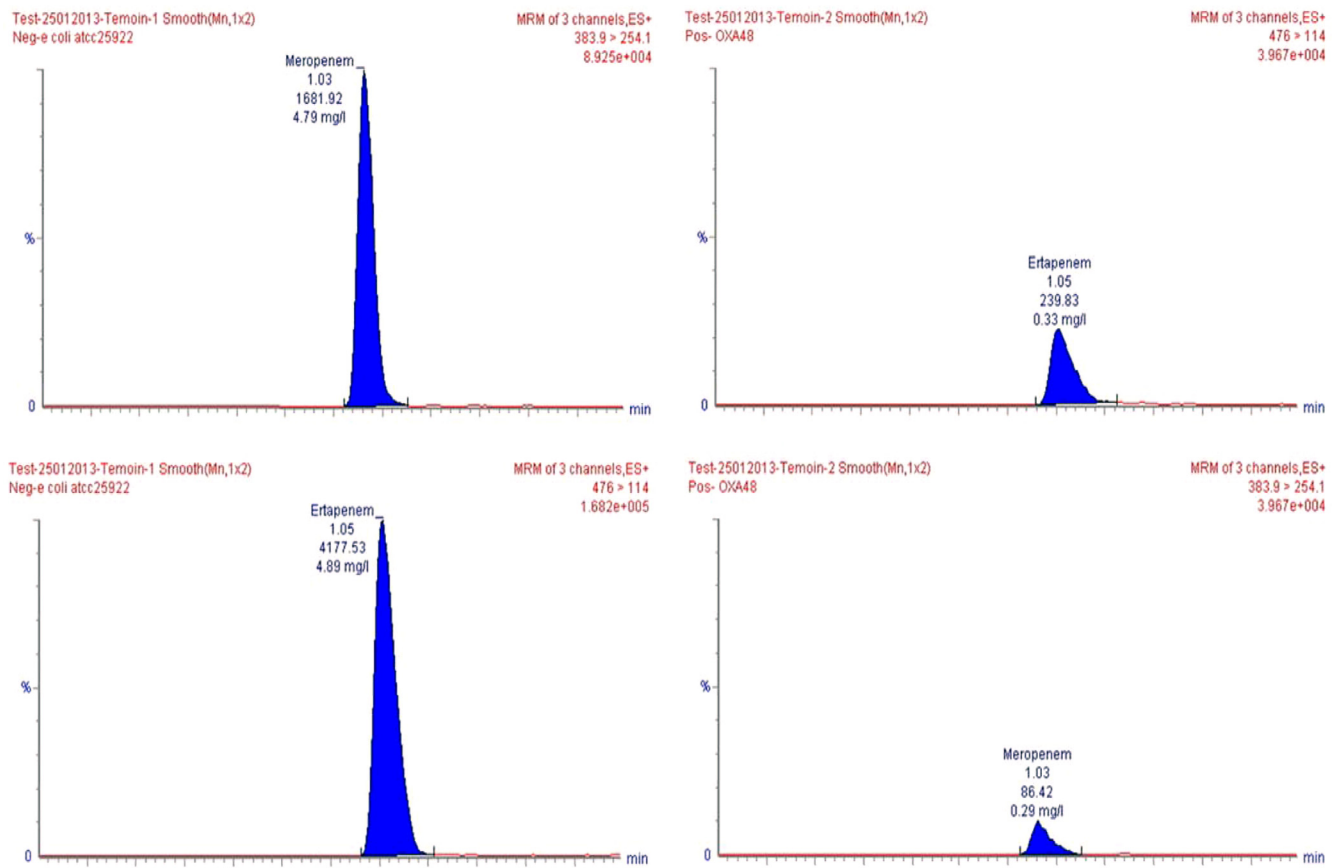 Test-25012013-Temoin-1 Smooth(Mn,1x2)
Neg-e coli atcc25922
MRM of 3 channels,ES+
383.9 > 254.1
8.925e+004
Meropenem
1.03
1681.92
4.79 mg/l
%
0
min
Test-25012013-Temoin-2 Smooth(Mn,1x2)
Pos- OXA48
MRM of 3 channels,ES+
476 > 114
3.967e+004
Ertapenem
1.05
239.83
0.33 mg/l
%
0
min
Test-25012013-Temoin-1 Smooth(Mn,1x2)
Neg-e coli atcc25922
MRM of 3 channels,ES+
476 > 114
1.682e+005
Ertapenem
1.05
4177.53
4.89 mg/l
%
0
min
Test-25012013-Temoin-2 Smooth(Mn,1x2)
Pos- OXA48
MRM of 3 channels,ES+
383.9 > 254.1
3.967e+004
Meropenem
1.03
86.42
0.29 mg/l
%
0
min